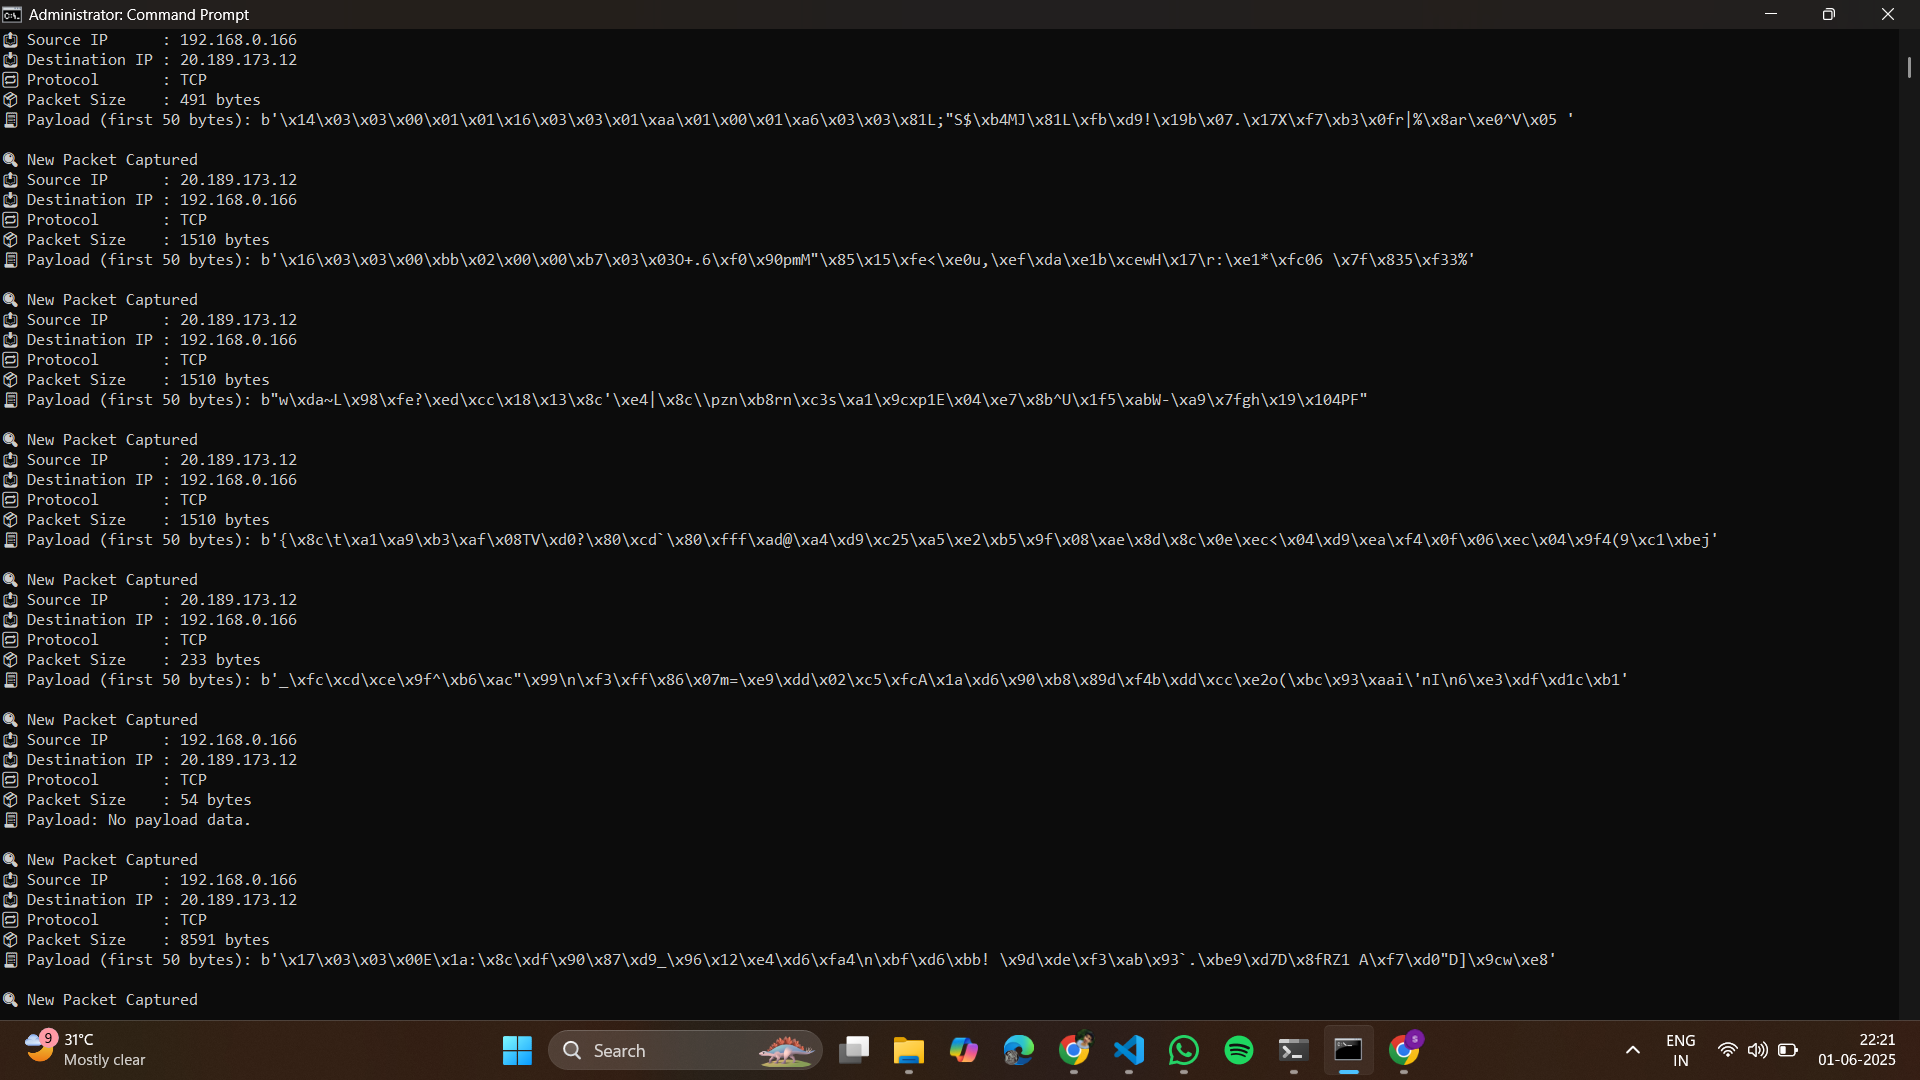 Administrator: Command Prompt
Source IP : 192.168.0.166
Destination IP : 20.189.173.12
Protocol : TCP
Packet Size : 491 bytes
Payload (first 50 bytes): b'\x14\x03\x03\x00\x01\x01\x16\x03\x03\x01\xaa\x01\x00\x01\xa6\x03\x03\x81L;"S$\xb4MJ\x81L\xfb\xd9!\x19b\x07.\x17X\xf7\xb3\x0fr|%\x8ar\xe0^V\x05 '
New Packet Captured
Source IP : 20.189.173.12
Destination IP : 192.168.0.166
Protocol : TCP
Packet Size : 1510 bytes
Payload (first 50 bytes): b'\x16\x03\x03\x00\xbb\x02\x00\x00\xb7\x03\x03O+.6\xf0\x90pmM"\x85\x15\xfe<\xe0u,\xef\xda\xe1b\xcewH\x17\r:\xe1*\xfc06 \x7f\x835\xf33%'
New Packet Captured
Source IP : 20.189.173.12
Destination IP : 192.168.0.166
Protocol : TCP
Packet Size : 1510 bytes
Payload (first 50 bytes): b"w\xda~L\x98\xfe?\xed\xcc\x18\x13\x8c'\xe4|\x8c\\pzn\xb8rn\xc3s\xa1\x9cxp1E\x04\xe7\x8b^U\x1f5\xabW-\xa9\x7fgh\x19\x104PF"
New Packet Captured
Source IP : 20.189.173.12
Destination IP : 192.168.0.166
Protocol : TCP
Packet Size : 1510 bytes
Payload (first 50 bytes): b'{\x8c\t\xa1\xa9\xb3\xaf\x08TV\xd0?\x80\xcd`\x80\xfff\xad@\xa4\xd9\xc25\xa5\xe2\xb5\x9f\x08\xae\x8d\x8c\x0e\xec<\x04\xd9\xea\xf4\x0f\x06\xec\x04\x9f4(9\xc1\xbej'
New Packet Captured
Source IP : 20.189.173.12
Destination IP : 192.168.0.166
Protocol : TCP
Packet Size : 233 bytes
Payload (first 50 bytes): b'_\xfc\xcd\xce\x9f^\xb6\xac"\x99\n\xf3\xff\x86\x07m=\xe9\xdd\x02\xc5\xfcA\x1a\xd6\x90\xb8\x89d\xf4b\xdd\xcc\xe2o(\xbc\x93\xaai\'nI\n6\xe3\xdf\xd1c\xb1'
New Packet Captured
Source IP : 192.168.0.166
Destination IP : 20.189.173.12
Protocol : TCP
Packet Size : 54 bytes
Payload: No payload data.
New Packet Captured
Source IP : 192.168.0.166
Destination IP : 20.189.173.12
Protocol : TCP
Packet Size : 8591 bytes
Payload (first 50 bytes): b'\x17\x03\x03\x00E\x1a:\x8c\xdf\x90\x87\xd9_\x96\x12\xe4\xd6\xfa4\n\xbf\xd6\xbb! \x9d\xde\xf3\xab\x93`.\xbe9\xd7D\x8fRZ1 A\xf7\xd0"D]\x9cw\xe8'
New Packet Captured
9
31°C
Mostly clear
Search
S
ENG
IN
22:21
01-06-2025